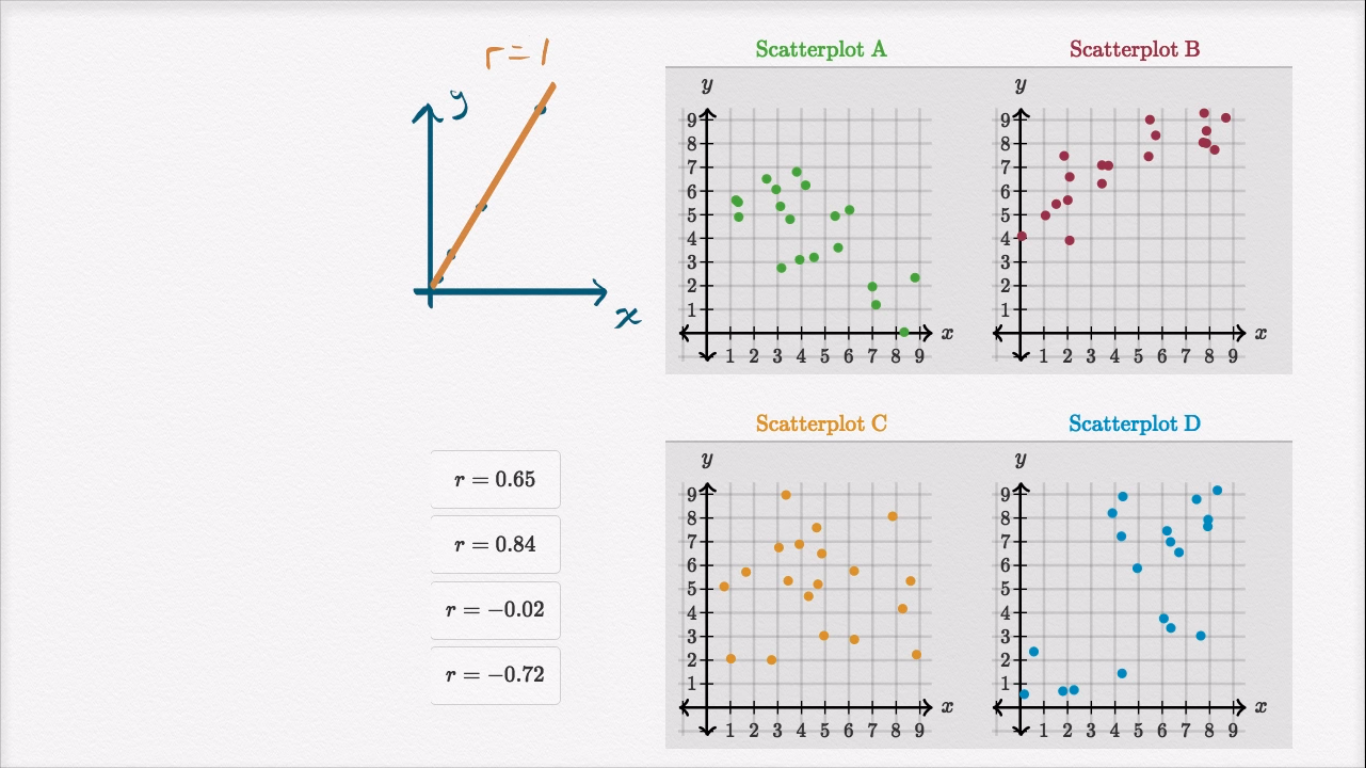 r=1
y
x
r = 0.65
r = 0.84
r = −0.02
r = −0.72
Scatterplot A
y
9
8
7
6
5
4
3
2
1
1 2 3 4 5 6 7 8 9
x
Scatterplot B
y
9
8
7
6
5
4
3
2
1
1 2 3 4 5 6 7 8 9
x
Scatterplot C
y
9
8
7
6
5
4
3
2
1
1 2 3 4 5 6 7 8 9
x
Scatterplot D
y
9
8
7
6
5
4
3
2
1
1 2 3 4 5 6 7 8 9
x